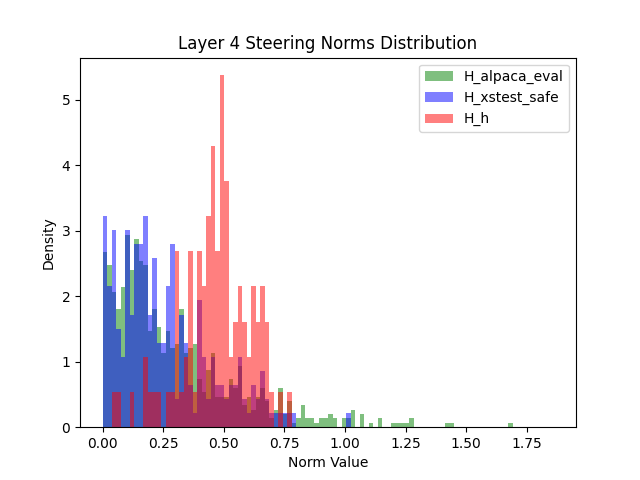 Layer 4 Steering Norms Distribution
H_alpaca_eval
H_xstest_safe
H_h
Density
5
4
3
2
1
0
0.00 0.25 0.50 0.75 1.00 1.25 1.50 1.75
Norm Value